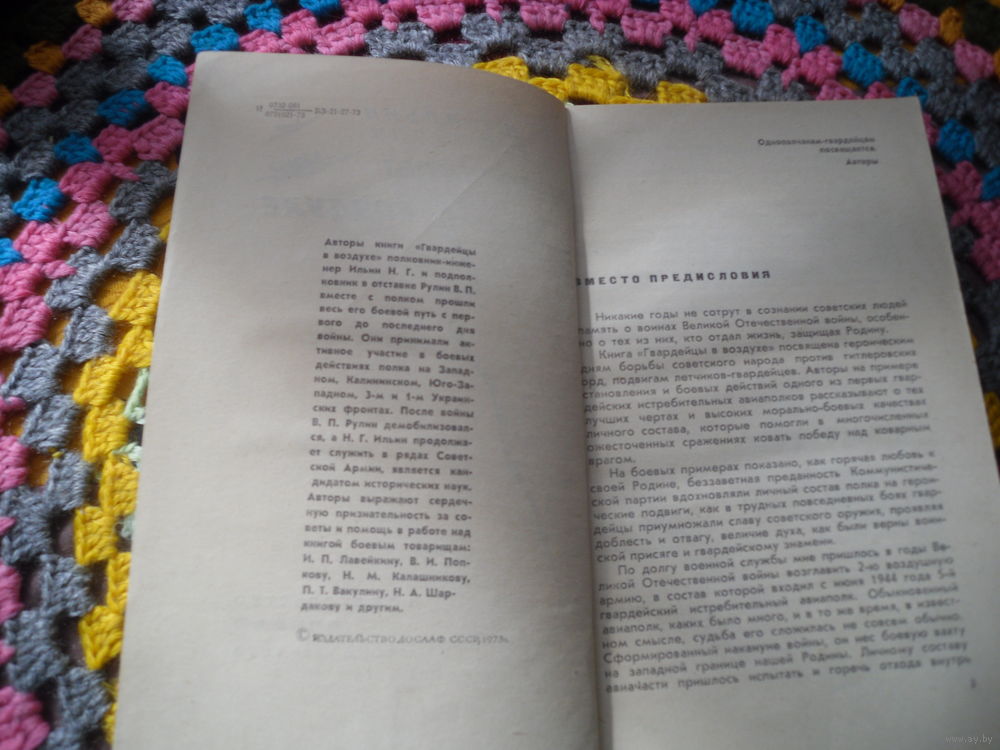 Авторы книги «Гвардейцы
в воздухе» полковник-инже-
нер Ильин Н. Г. и подпол-
ковник в отставке Рулин В. П.
вместе с полком прошли
весь его боевой путь с пер-
вого до последнего дня
войны. Они принимали ак-
тивное участие в боевых
действиях полка на Запад-
ном, Калининском, Юго-За-
падном, 3-м и 1-м Украин-
ских фронтах. После войны
В. П. Рулин демобилизовал-
ся, а Н. Г. Ильин продолжа-
ет служить в рядах Совет-
ской Армии, является кан-
дидатом исторических наук.
Авторы выражают сердеч-
ную признательность за со-
веты и помощь в работе над
книгой боевым товарищам:
И. П. Лавейкину, В. И. Поп-
кову, Н. М. Калашникову,
П. Т. Вакулину, Н. А. Шар-
дакову и другим.
© ИЗДАТЕЛЬСТВО ДОСААФ СССР, 1973г.
Однополчанам-гвардейцам
посвящается.
Авторы
ВМЕСТО ПРЕДИСЛОВИЯ
Никакие годы не сотрут в сознании советских людей
память о воинах Великой Отечественной войны, особен-
но о тех из них, кто отдал жизнь, защищая Родину.
Книга «Гвардейцы в воздухе» посвящена героическим
дням борьбы советского народа против гитлеровских
орд, подвигам летчиков-гвардейцев. Авторы на примере
становления и боевых действий одного из первых гвар-
дейских истребительных авиаполков рассказывают о тех
лучших чертах и высоких морально-боевых качествах
личного состава, которые помогли в многочисленных
ожесточенных сражениях ковать победу над коварным
врагом.
На боевых примерах показано, как горячая любовь к
своей Родине, беззаветная преданность Коммунистиче-
ской партии вдохновляли личный состав полка на герои-
ческие подвиги, как в трудных повседневных боях гвар-
дейцы приумножали славу советского оружия, проявляя
доблесть и отвагу, величие духа, как были верны воин-
ской присяге и гвардейскому знамени.
По долгу военной службы мне пришлось в годы Ве-
ликой Отечественной войны возглавить 2-ю воздушную
армию, в состав которой входил с июня 1944 года 5-й
гвардейский истребительный авиаполк. Обыкновенный
авиаполк, каких было много, и в то же время, в извест-
ном смысле, судьба его сложилась не совсем обычно.
Сформированный накануне войны, он нес боевую вахту
на западной границе нашей Родины. Личному составу
авиачасти пришлось испытать и горечь отхода внутрь
3
www.ay.by